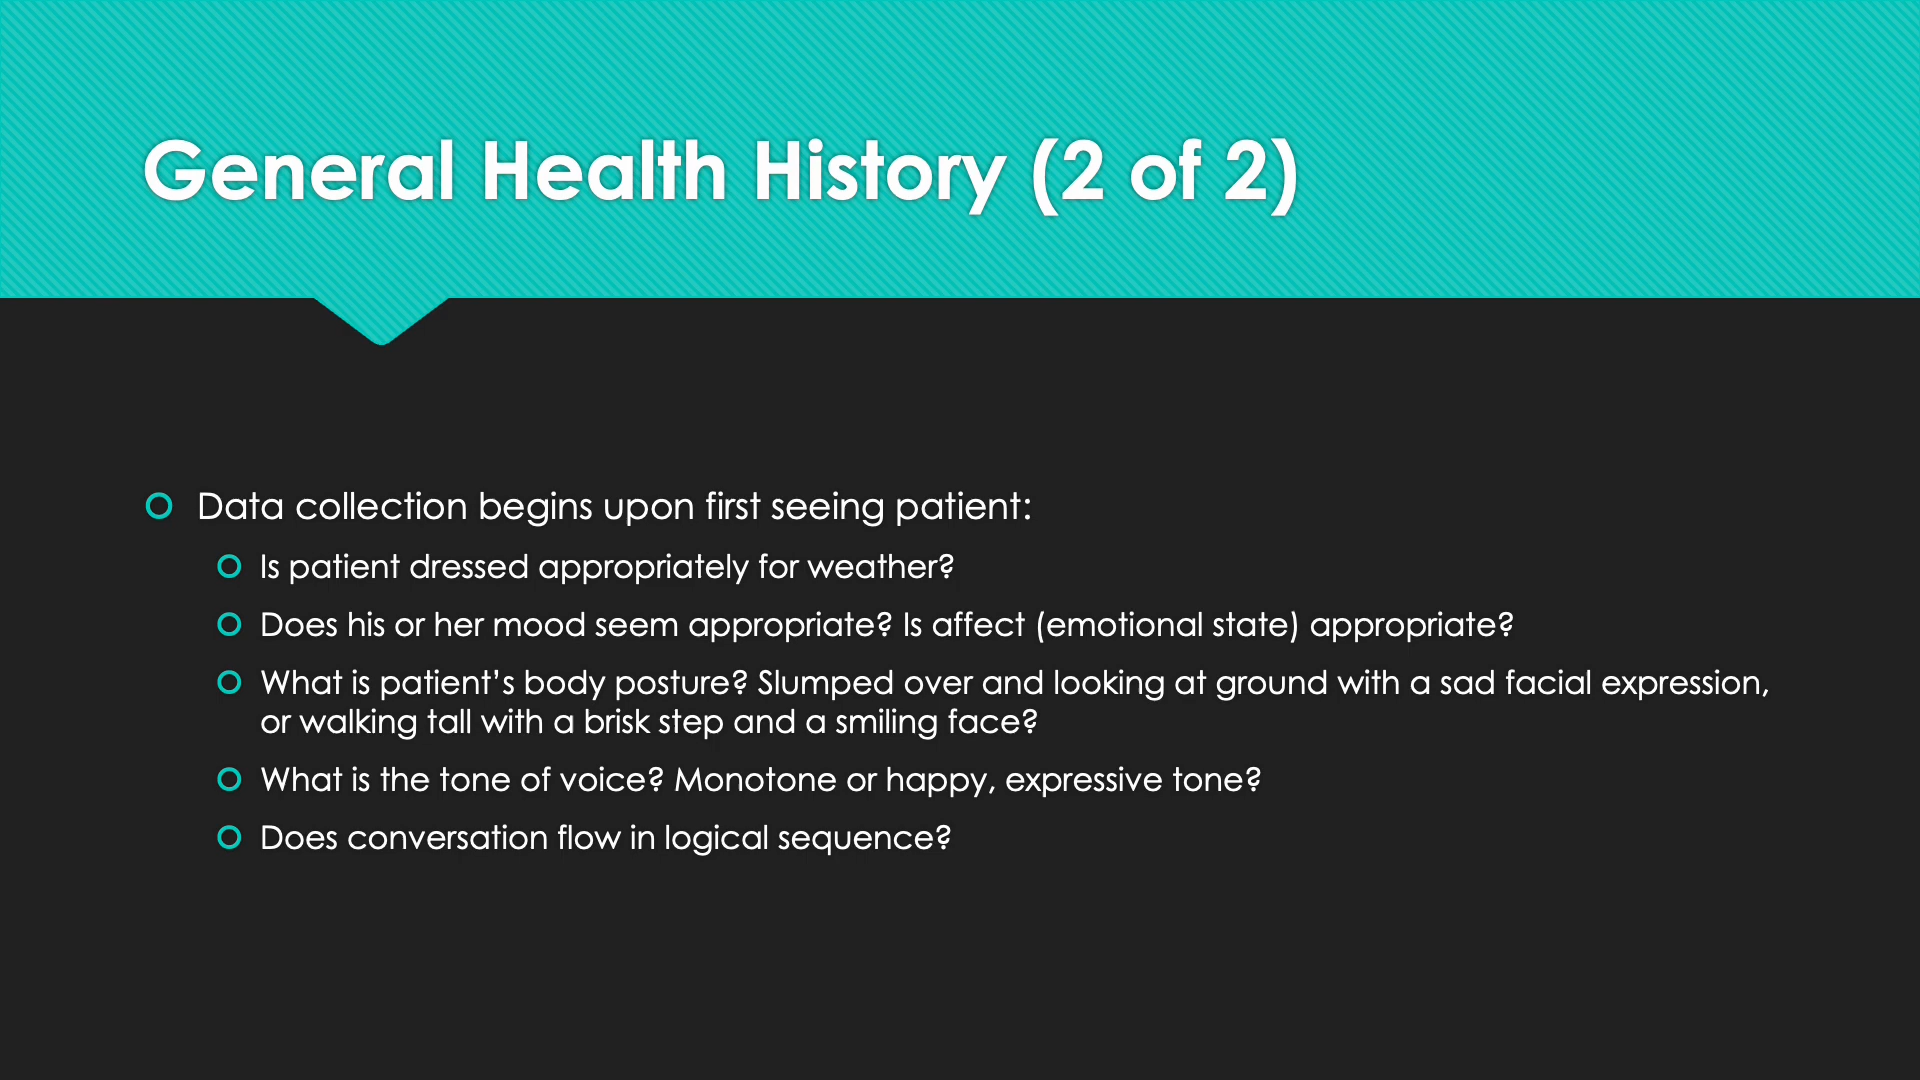 General Health History (2 of 2)
Data collection begins upon first seeing patient:
Is patient dressed appropriately for weather?
Does his or her mood seem appropriate? Is affect (emotional state) appropriate?
What is patient’s body posture? Slumped over and looking at ground with a sad facial expression,
or walking tall with a brisk step and a smiling face?
What is the tone of voice? Monotone or happy, expressive tone?
Does conversation flow in logical sequence?